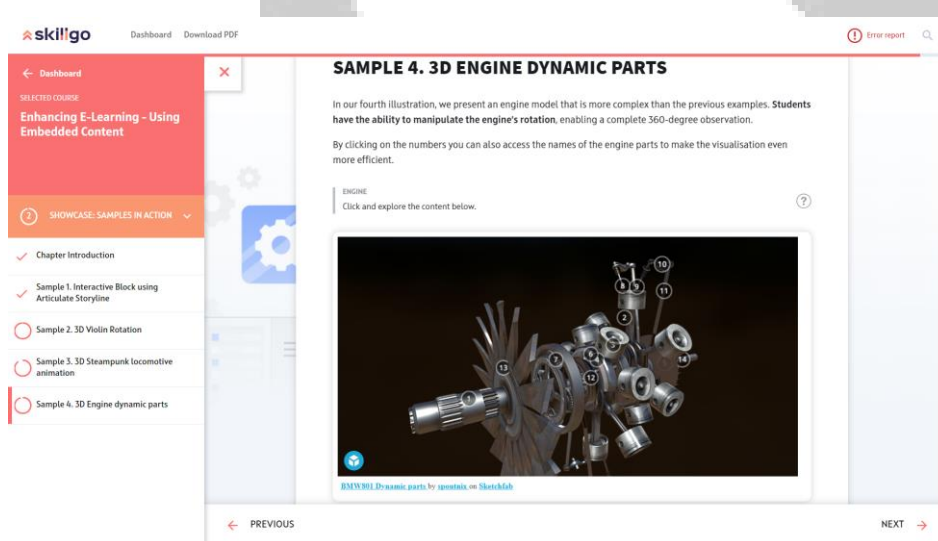 skillgo
Dashboard
Download PDF
Error report
Dashboard
SELECTED COURSE
Enhancing E-Learning - Using
Embedded Content
2
SHOWCASE: SAMPLES IN ACTION
Chapter Introduction
Sample 1. Interactive Block using
Articulate Storyline
Sample 2. 3D Violin Rotation
Sample 3. 3D Steampunk locomotive
animation
Sample 4. 3D Engine dynamic parts
SAMPLE 4. 3D ENGINE DYNAMIC PARTS
In our fourth illustration, we present an engine model that is more complex than the previous examples. Students
have the ability to manipulate the engine's rotation, enabling a complete 360-degree observation.
By clicking on the numbers you can also access the names of the engine parts to make the visualisation even
more efficient.
ENGINE
Click and explore the content below.
?
10
8
9
11
2
7
6
14
13
12
1
BMW801 Dynamic parts by spoutnix on Sketchfab
PREVIOUS
NEXT